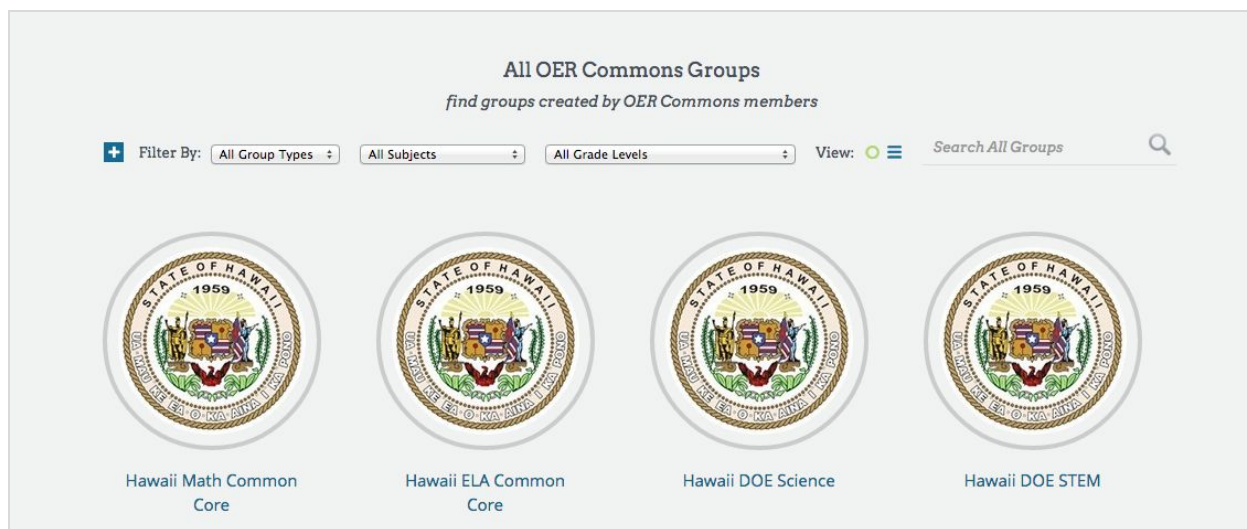 All OER Commons Groups
find groups created by OER Commons members
Filter By: All Group Types All Subjects All Grade Levels View: Search All Groups
STATE OF HAWAII
1959
UA MAU KE EA O KA AINA I KA PONO
STATE OF HAWAII
1959
UA MAU KE EA O KA AINA I KA PONO
STATE OF HAWAII
1959
UA MAU KE EA O KA AINA I KA PONO
STATE OF HAWAII
1959
UA MAU KE EA O KA AINA I KA PONO
Hawaii Math Common
Core
Hawaii ELA Common
Core
Hawaii DOE Science
Hawaii DOE STEM